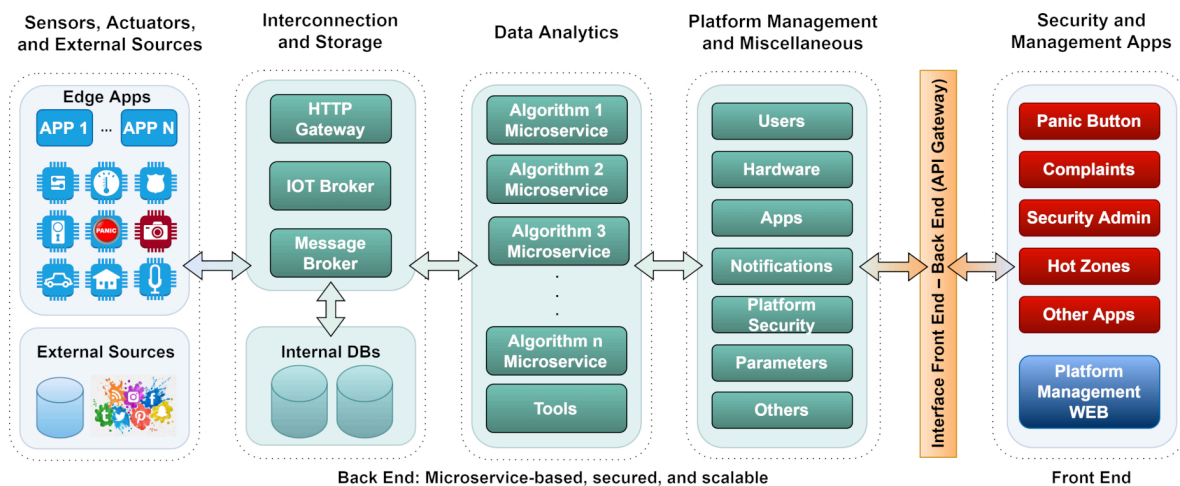 Sensors, Actuators,
and External Sources
Interconnection
and Storage
Data Analytics
Platform Management
and Miscellaneous
Security and
Management Apps
Edge Apps
APP 1 ... APP N
PANIC
External Sources
HTTP
Gateway
IOT Broker
Message
Broker
Internal DBs
Algorithm 1
Microservice
Algorithm 2
Microservice
Algorithm 3
Microservice
.
.
.
Algorithm n
Microservice
Tools
Users
Hardware
Apps
Notifications
Platform
Security
Parameters
Others
Interface Front End – Back End (API Gateway)
Panic Button
Complaints
Security Admin
Hot Zones
Other Apps
Platform
Management
WEB
Back End: Microservice-based, secured, and scalable
Front End